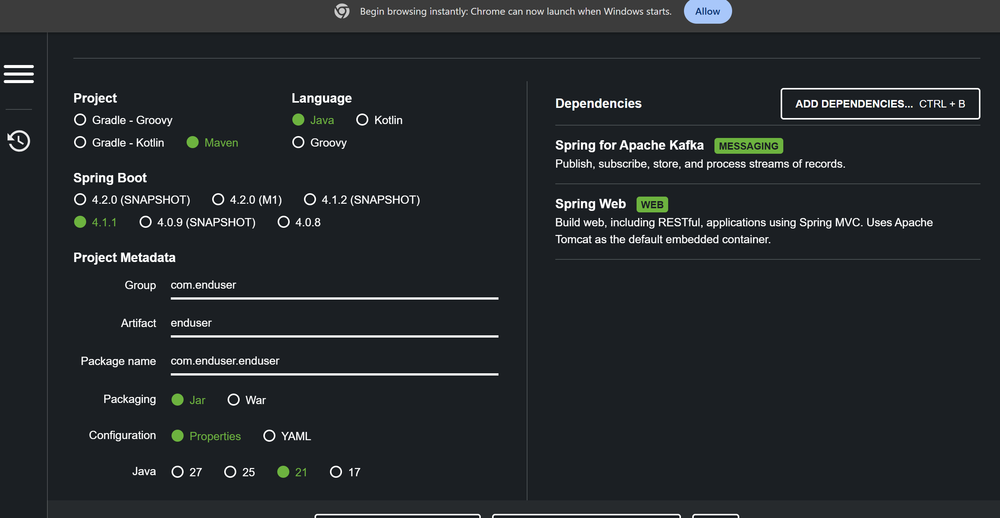 Begin browsing instantly: Chrome can now launch when Windows starts. Allow
Project
Gradle - Groovy
Gradle - Kotlin Maven
Language
Java Kotlin
Groovy
Spring Boot
4.2.0 (SNAPSHOT) 4.2.0 (M1) 4.1.2 (SNAPSHOT)
4.1.1 4.0.9 (SNAPSHOT) 4.0.8
Project Metadata
Group com.enduser
Artifact enduser
Package name com.enduser.enduser
Packaging Jar War
Configuration Properties YAML
Java 27 25 21 17
Dependencies ADD DEPENDENCIES... CTRL + B
Spring for Apache Kafka MESSAGING
Publish, subscribe, store, and process streams of records.
Spring Web WEB
Build web, including RESTful, applications using Spring MVC. Uses Apache
Tomcat as the default embedded container.